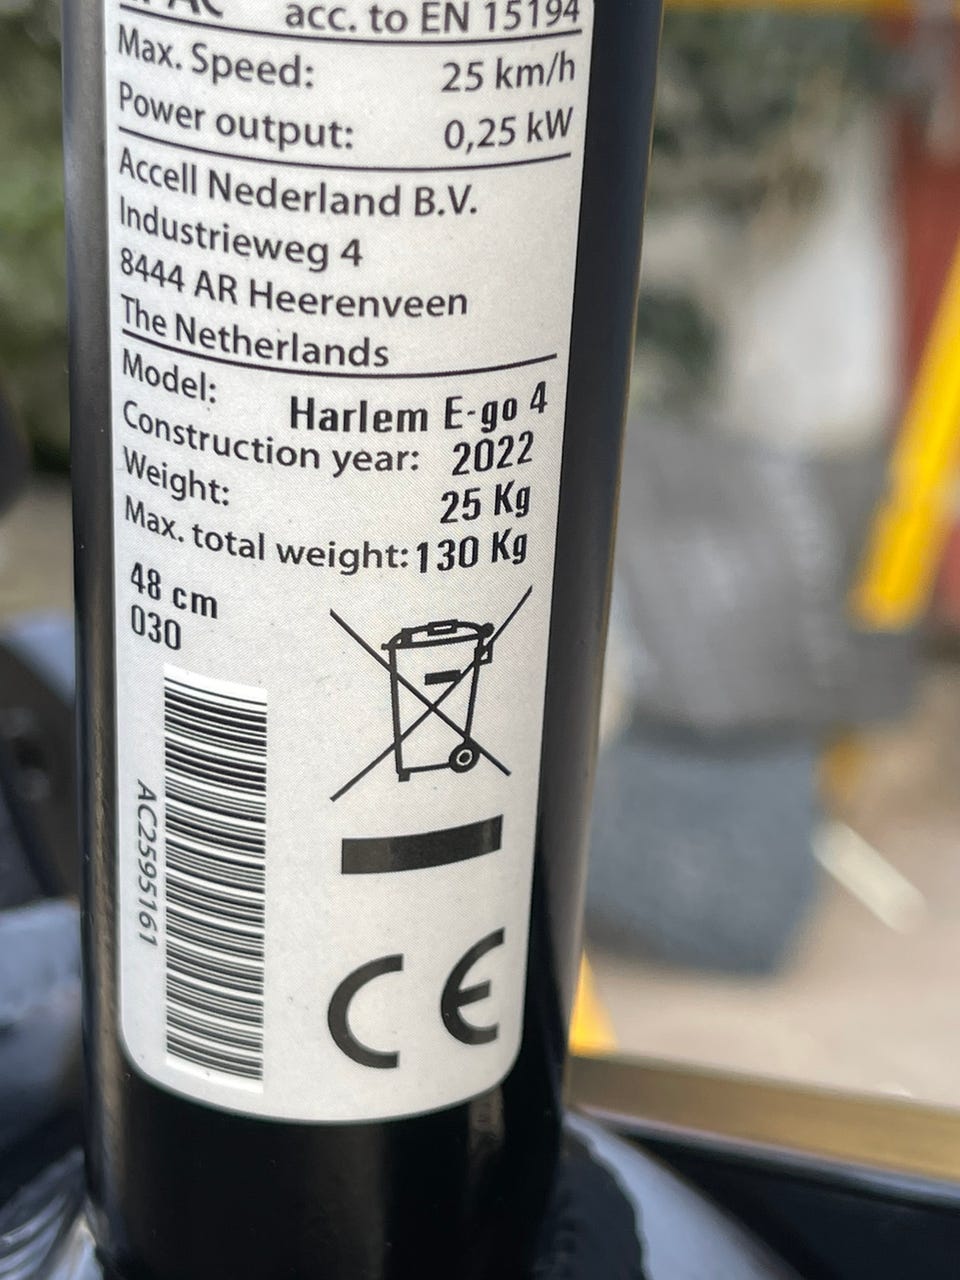 acc. to EN 15194
Max. Speed: 25 km/h
Power output: 0,25 kW
Accell Nederland B.V.
Industrieweg 4
8444 AR Heerenveen
The Netherlands
Model: Harlem E-go 4
Construction year: 2022
Weight: 25 Kg
Max. total weight: 130 Kg
48 cm
030
AC2595161
CE